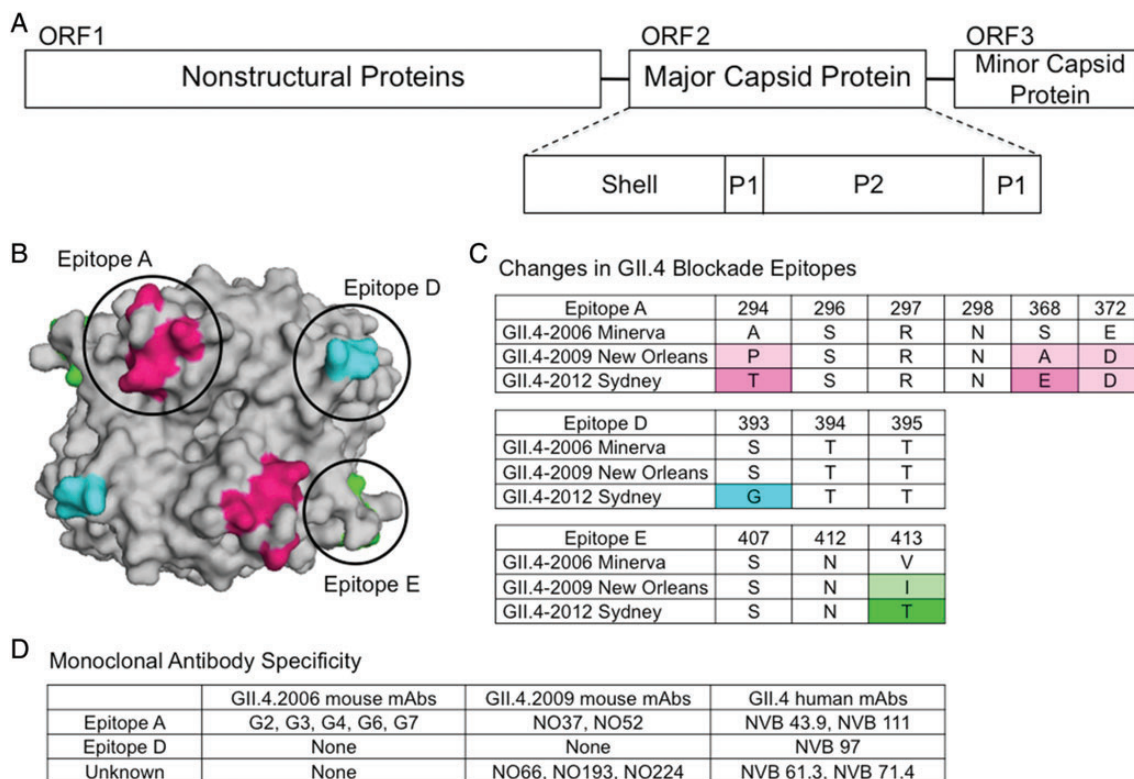 A
ORF1 ORF2 ORF3
Nonstructural Proteins Major Capsid Protein Minor Capsid Protein
Shell P1 P2 P1
B
Epitope A
Epitope D
Epitope E
C Changes in GII.4 Blockade Epitopes
Epitope A 294 296 297 298 368 372
GII.4-2006 Minerva A S R N S E
GII.4-2009 New Orleans P S R N A D
GII.4-2012 Sydney T S R N E D
Epitope D 393 394 395
GII.4-2006 Minerva S T T
GII.4-2009 New Orleans S T T
GII.4-2012 Sydney G T T
Epitope E 407 412 413
GII.4-2006 Minerva S N V
GII.4-2009 New Orleans S N I
GII.4-2012 Sydney S N T
D Monoclonal Antibody Specificity
GII.4.2006 mouse mAbs GII.4.2009 mouse mAbs GII.4 human mAbs
Epitope A G2, G3, G4, G6, G7 NO37, NO52 NVB 43.9, NVB 111
Epitope D None None NVB 97
Unknown None NO66, NO193, NO224 NVB 61.3, NVB 71.4